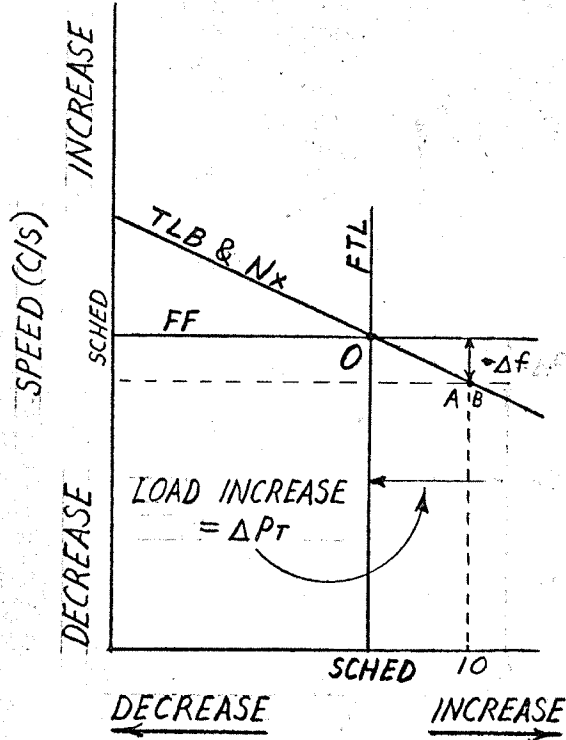 INCREASE
SPEED (C/S)
SCHED
DECREASE
TLB & Nx
FTL
FF
O
-Δf
A B
LOAD INCREASE
= ΔPT
SCHED 10
DECREASE INCREASE